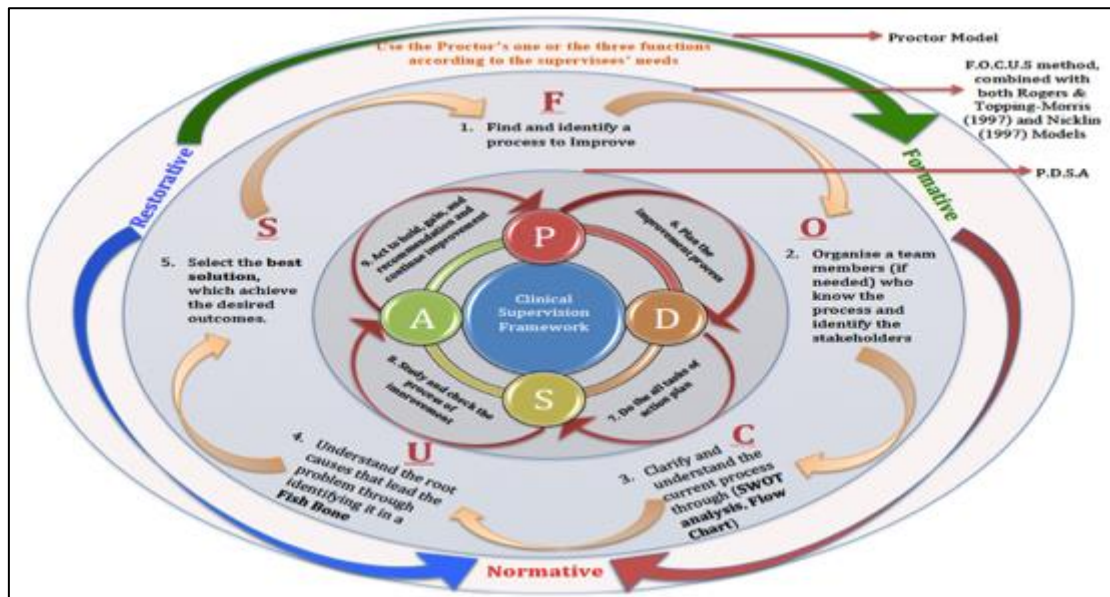 Use the Proctor's one or the three functions
according to the supervisees' needs
Proctor Model
F.O.C.U.S method,
combined with
both Rogers &
Topping-Morris
(1997) and Nicklin
(1997) Models
P.D.S.A
Restorative
Formative
Normative
F
1. Find and identify a
process to Improve
O
2. Organise a team
members (if
needed) who
know the
process and
identify the
stakeholders
C
3. Clarify and
understand the
current process
through (SWOT
analysis, Flow
Chart)
U
4. Understand the root
causes that lead the
problem through
identifying it in a
Fish Bone
S
5. Select the best
solution,
which achieve
the desired
outcomes.
P
6. Plan the
improvement process
D
7. Do the all tasks of
action plan
S
8. Study and check the
process of
improvement
A
9. Act to hold, gain, and
recommendation and
continue improvement
Clinical
Supervision
Framework